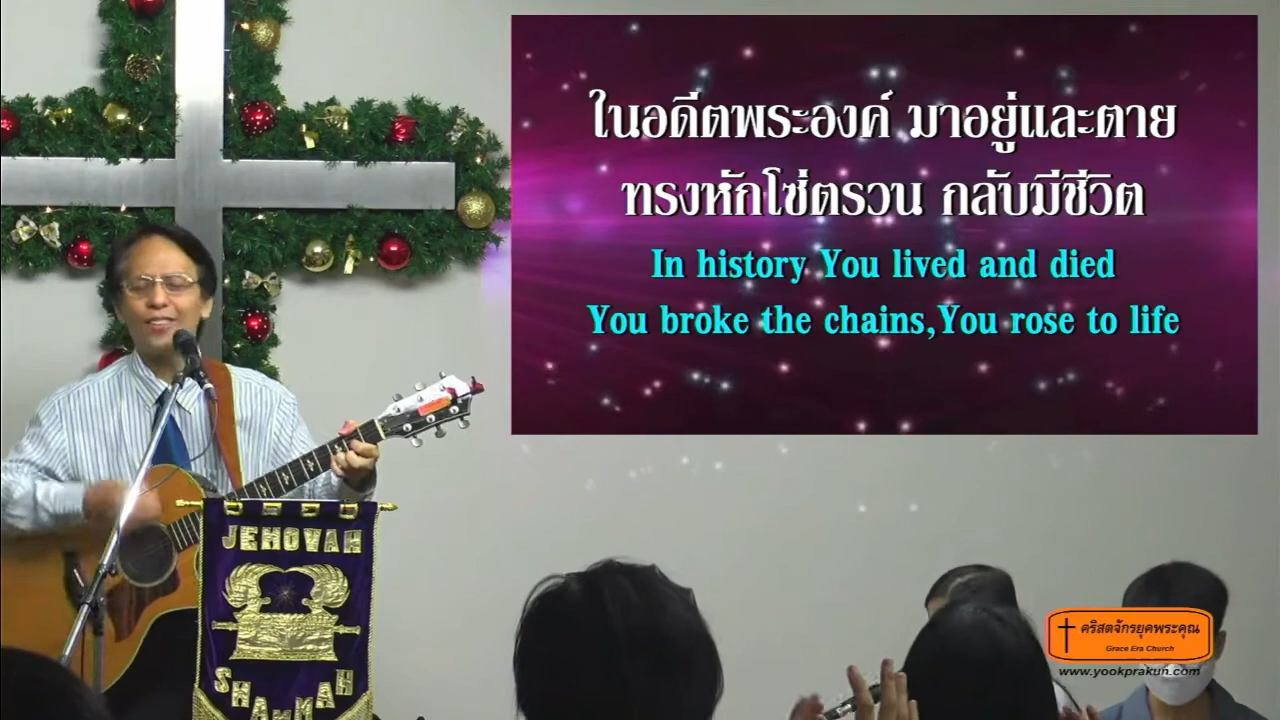 ในอดีตพระองค์ มาอยู่และตาย
ทรงหักโซ่ตรวน กลับมีชีวิต
In history You lived and died
You broke the chains,You rose to life
JEHOVAH
SHAMMAH
คริสตจักรยุคพระคุณ
Grace Era Church
www.yookprakun.com